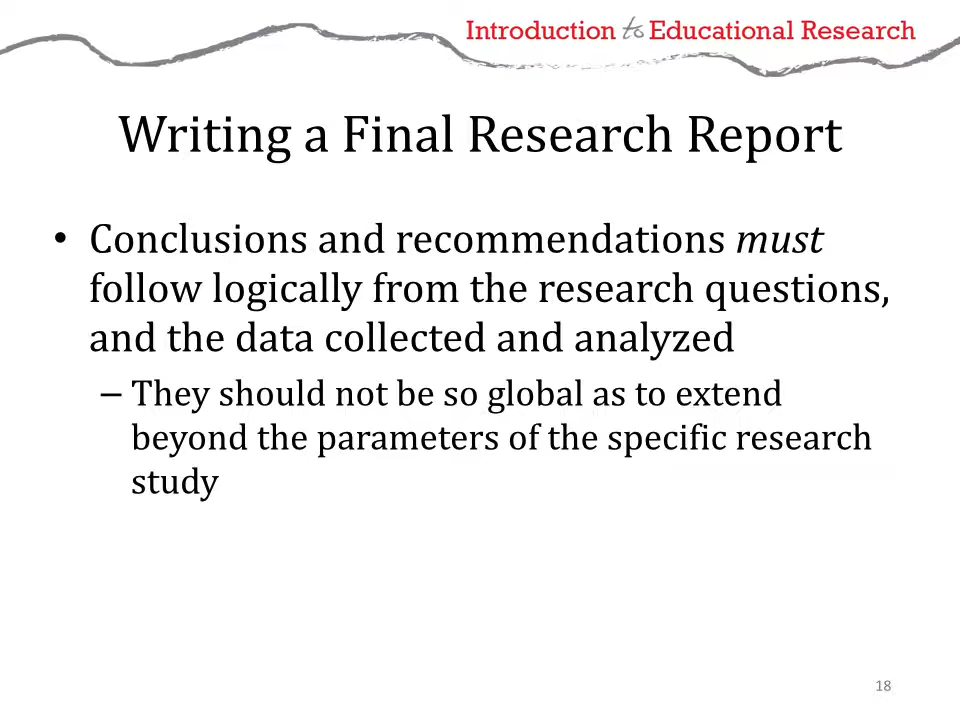 Introduction to Educational Research
Writing a Final Research Report
• Conclusions and recommendations must
follow logically from the research questions,
and the data collected and analyzed
– They should not be so global as to extend
beyond the parameters of the specific research
study
18